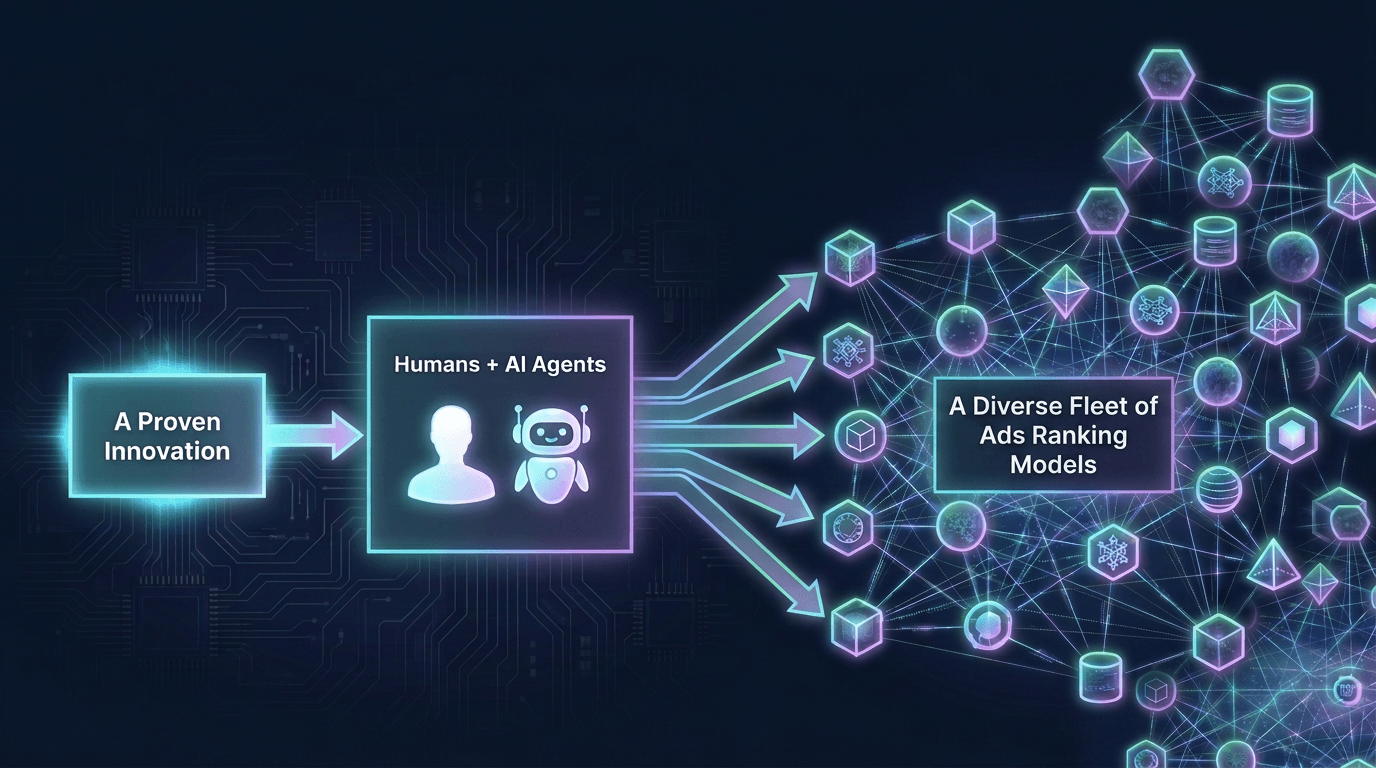 A Proven
Innovation
Humans + AI Agents
A Diverse Fleet of
Ads Ranking
Models